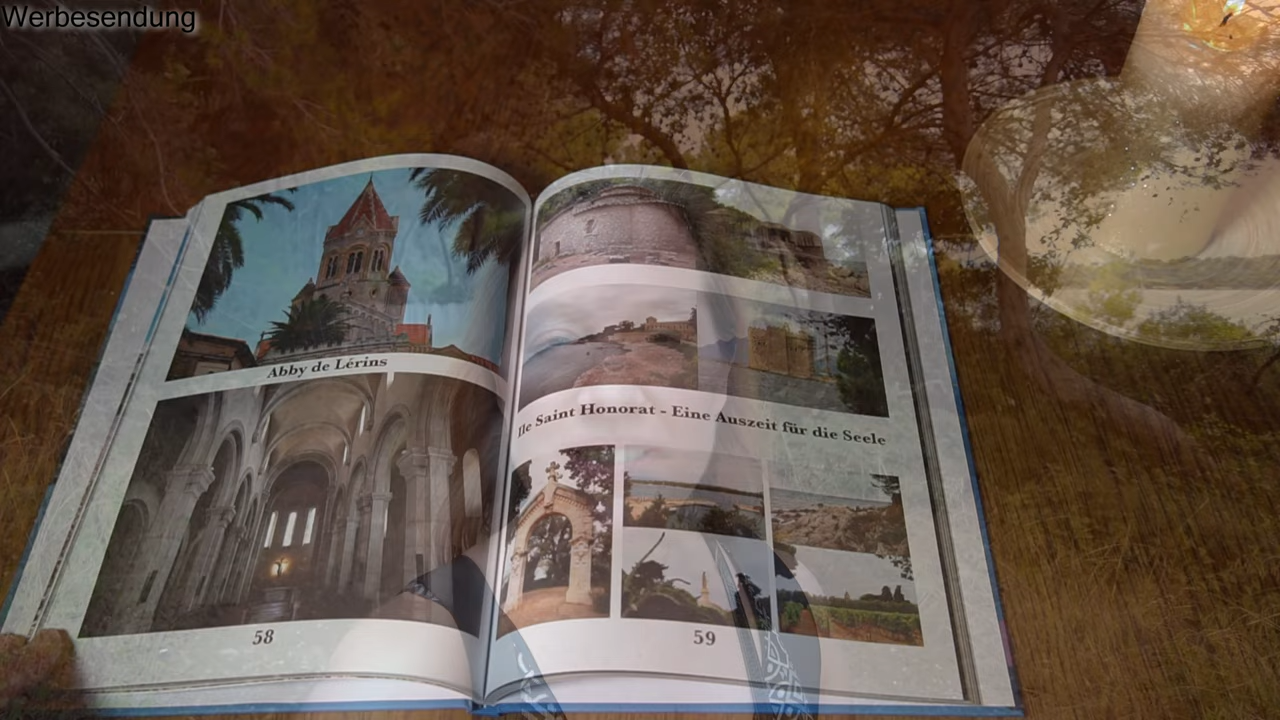 Werbesendung
Abby de Lérins
Ile Saint Honorat - Eine Auszeit für die Seele
58
59